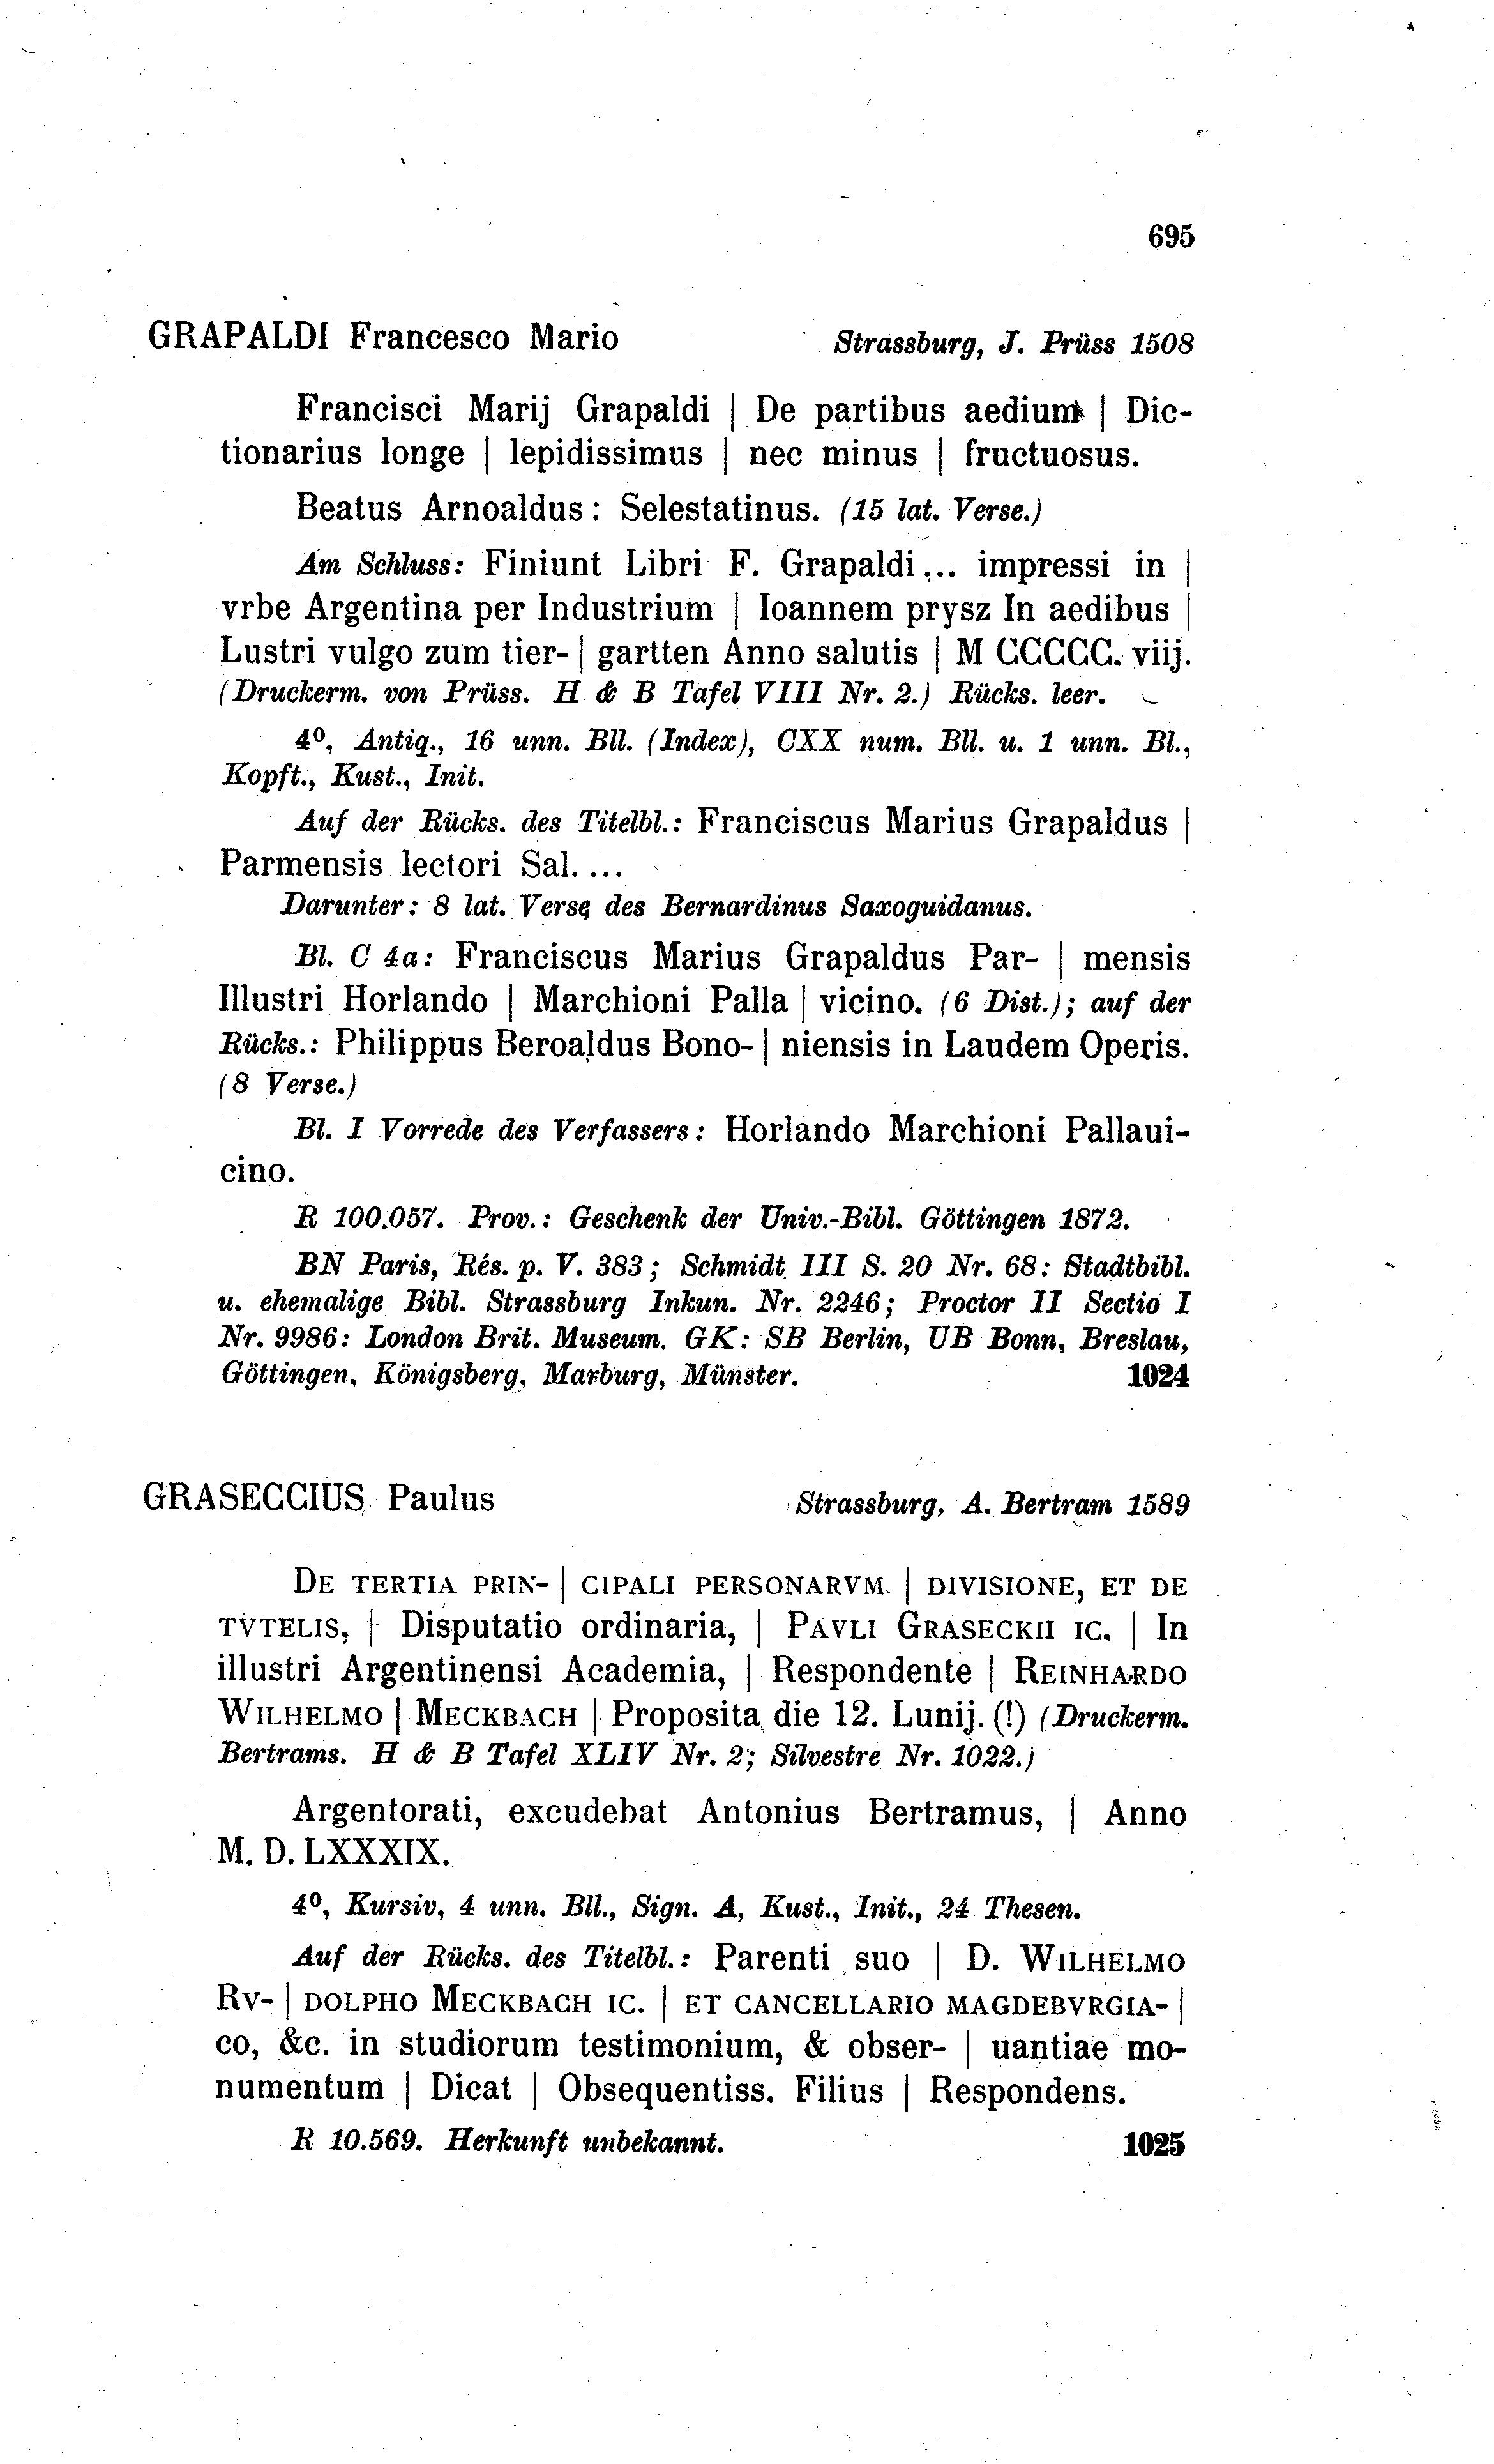 695
GRAPALDI Francesco Mario Strassburg, J. Prüss 1508
Francisci Marij Grapaldi | De partibus aedium | Dic-
tionarius longe | lepidissimus | nec minus | fructuosus.
Beatus Arnoaldus: Selestatinus. (15 lat. Verse.)
Am Schluss: Finiunt Libri F. Grapaldi ... impressi in |
vrbe Argentina per Industrium | Ioannem prysz In aedibus |
Lustri vulgo zum tier- | gartten Anno salutis | M CCCCC. viij.
(Druckerm. von Prüss. H & B Tafel VIII Nr. 2.) Rücks. leer.
4⁰, Antiq., 16 unn. Bll. (Index), CXX num. Bll. u. 1 unn. Bl.,
Kopft., Kust., Init.
Auf der Rücks. des Titelbl.: Franciscus Marius Grapaldus |
Parmensis lectori Sal. ...
Darunter: 8 lat. Verse des Bernardinus Saxoguidanus.
Bl. C 4a: Franciscus Marius Grapaldus Par- | mensis
Illustri Horlando | Marchioni Palla | vicino. (6 Dist.); auf der
Rücks.: Philippus Beroaldus Bono- | niensis in Laudem Operis.
(8 Verse.)
Bl. I Vorrede des Verfassers: Horlando Marchioni Pallaui-
cino.
R 100.057. Prov.: Geschenk der Univ.-Bibl. Göttingen 1872.
BN Paris, Rés. p. V. 383; Schmidt III S. 20 Nr. 68: Stadtbibl.
u. ehemalige Bibl. Strassburg Inkun. Nr. 2246; Proctor II Sectio I
Nr. 9986: London Brit. Museum. GK: SB Berlin, UB Bonn, Breslau,
Göttingen, Königsberg, Marburg, Münster. 1024
GRASECCIUS Paulus Strassburg, A. Bertram 1589
DE TERTIA PRIN- | CIPALI PERSONARVM | DIVISIONE, ET DE
TVTELIS, | Disputatio ordinaria, | PAVLI GRASECKII IC. | In
illustri Argentinensi Academia, | Respondente | REINHARDO
WILHELMO | MECKBACH | Proposita die 12. Lunij. (!) (Druckerm.
Bertrams. H & B Tafel XLIV Nr. 2; Silvestre Nr. 1022.)
Argentorati, excudebat Antonius Bertramus, | Anno
M. D. LXXXIX.
4⁰, Kursiv, 4 unn. Bll., Sign. A, Kust., Init., 24 Thesen.
Auf der Rücks. des Titelbl.: Parenti suo | D. WILHELMO
RV- | DOLPHO MECKBACH IC. | ET CANCELLARIO MAGDEBVRGIA- |
co, &c. in studiorum testimonium, & obser- | uantiae mo-
numentum | Dicat | Obsequentiss. Filius | Respondens.
R 10.569. Herkunft unbekannt. 1025